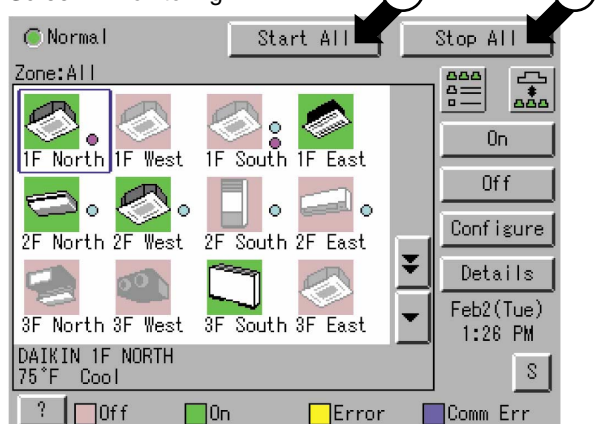 Normal
Start All
Stop All
Zone:All
1F North 1F West 1F South 1F East
On
Off
2F North 2F West 2F South 2F East
Configure
Details
3F North 3F West 3F South 3F East
Feb2(Tue)
1:26 PM
DAIKIN 1F NORTH
75°F Cool
S
? Off On Error Comm Err